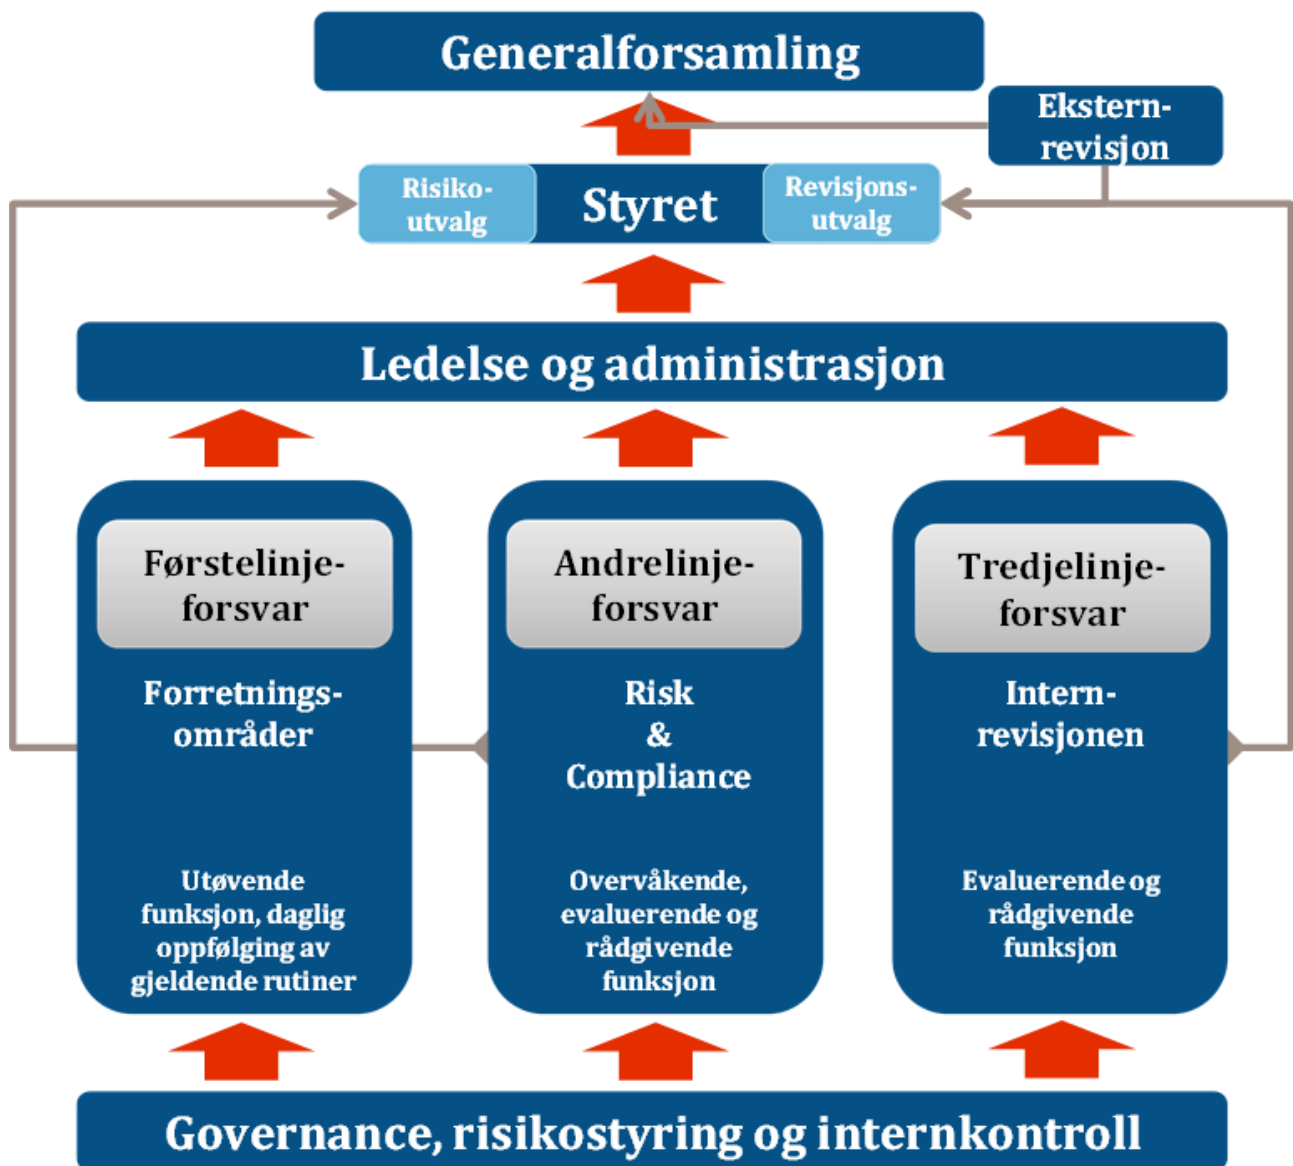 Generalforsamling
Ekstern-
revisjon
Risiko-
utvalg
Styret
Revisjons-
utvalg
Ledelse og administrasjon
Førstelinje-
forsvar
Forretnings-
områder
Utøvende
funksjon, daglig
oppfølging av
gjeldende rutiner
Andrelinje-
forsvar
Risk
&
Compliance
Overvåkende,
evaluerende og
rådgivende
funksjon
Tredjelinje-
forsvar
Intern-
revisjonen
Evaluerende og
rådgivende
funksjon
Governance, risikostyring og internkontroll